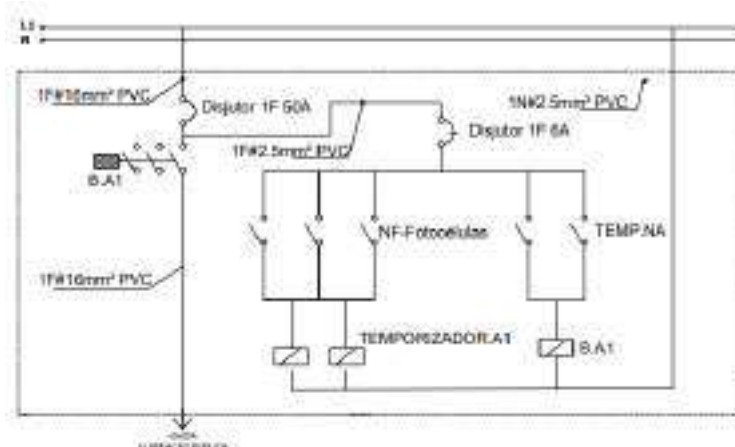 L1
N
1F#16mm² PVC
Disjutor 1F 50A
1N#2.5mm² PVC
Disjutor 1F 6A
1F#2.5mm² PVC
B.A1
NF-Fotocélulas
TEMP.NA
1F#16mm² PVC
TEMPORIZADOR.A1
B.A1